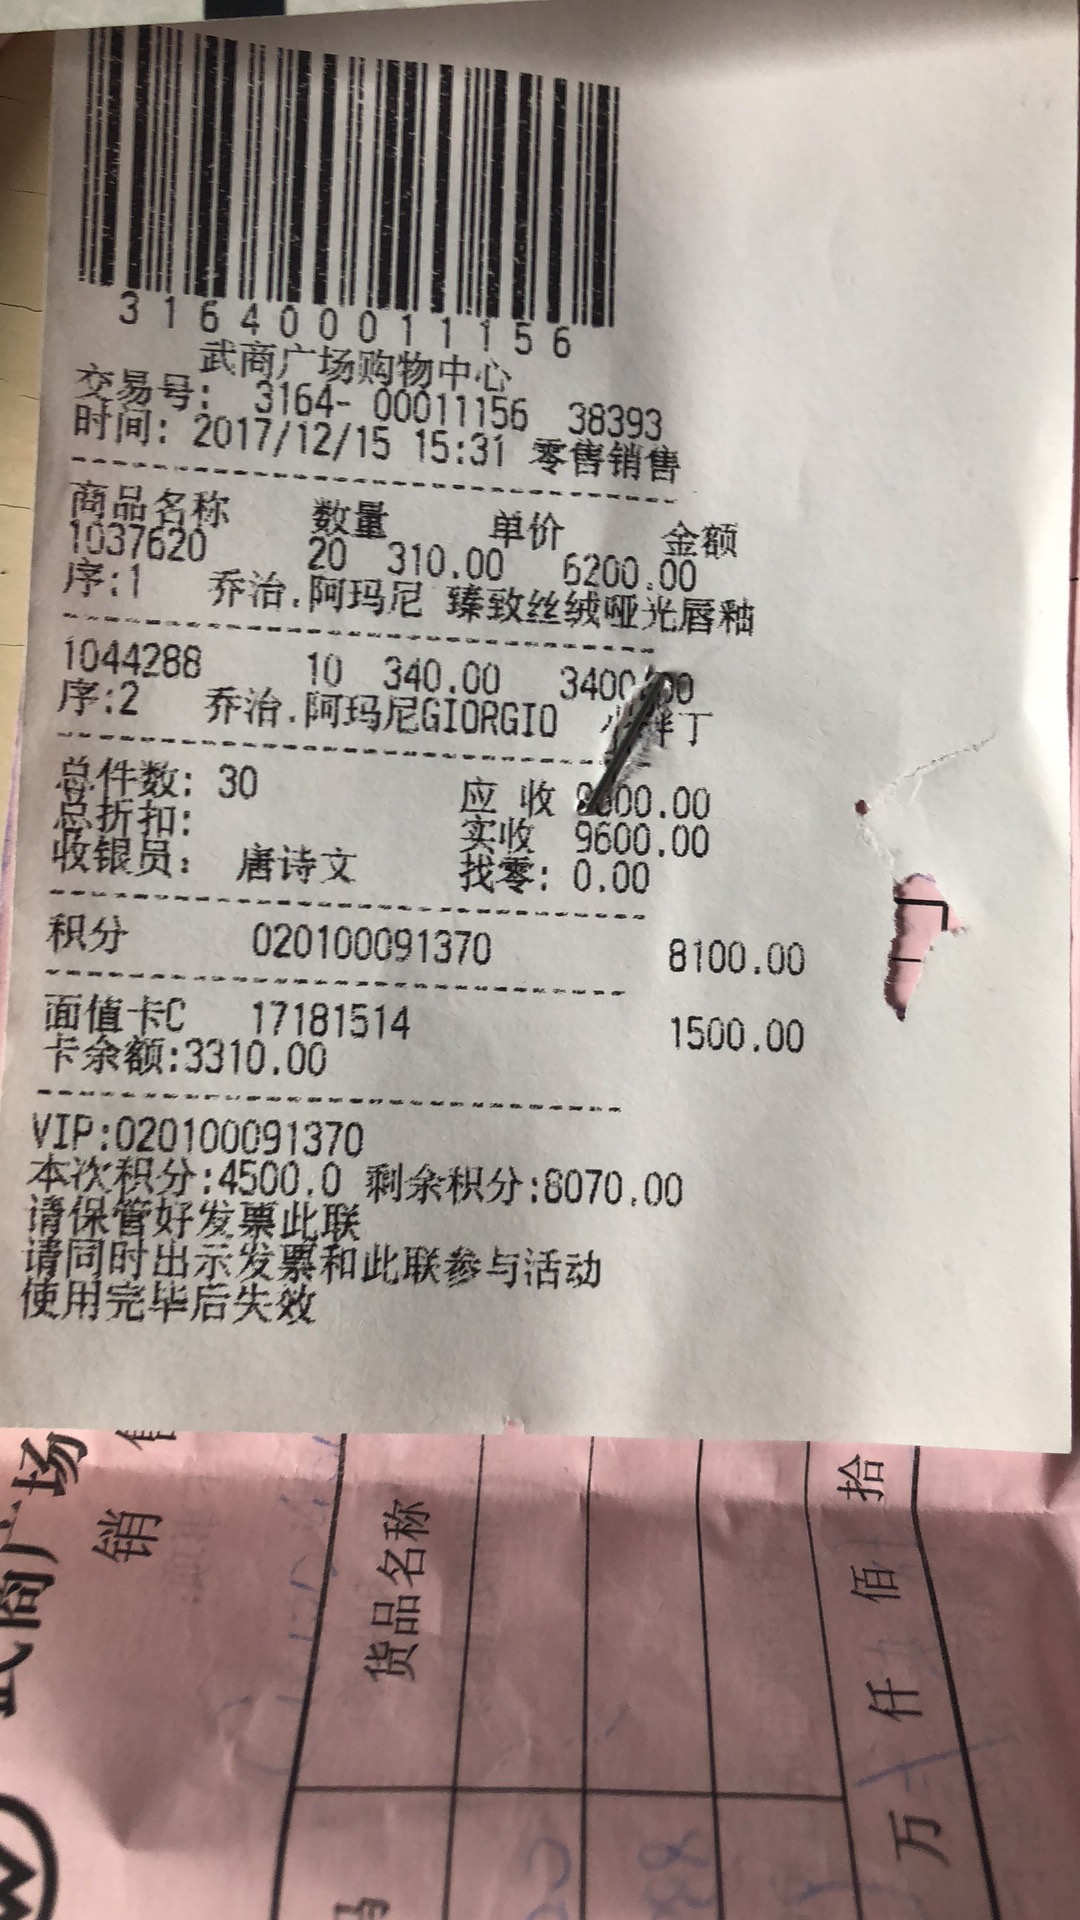 3164000011156
武商广场购物中心
交易号: 3164- 00011156 38393
时间: 2017/12/15 15:31 零售销售
商品名称 数量 单价 金额
1037620 20 310.00 6200.00
序:1 乔治.阿玛尼 臻致丝绒哑光唇釉
1044288 10 340.00 3400.00
序:2 乔治.阿玛尼GIORGIO
总件数: 30 应 收 9600.00
总折扣: 实收 9600.00
收银员: 唐诗文 找零: 0.00
积分 020100091370 8100.00
面值卡C 17181514 1500.00
卡余额:3310.00
VIP:020100091370
本次积分:4500.0 剩余积分:8070.00
请保管好发票此联
请同时出示发票和此联参与活动
使用完毕后失效
武商广场
销
货品名称
万 仟 佰 拾